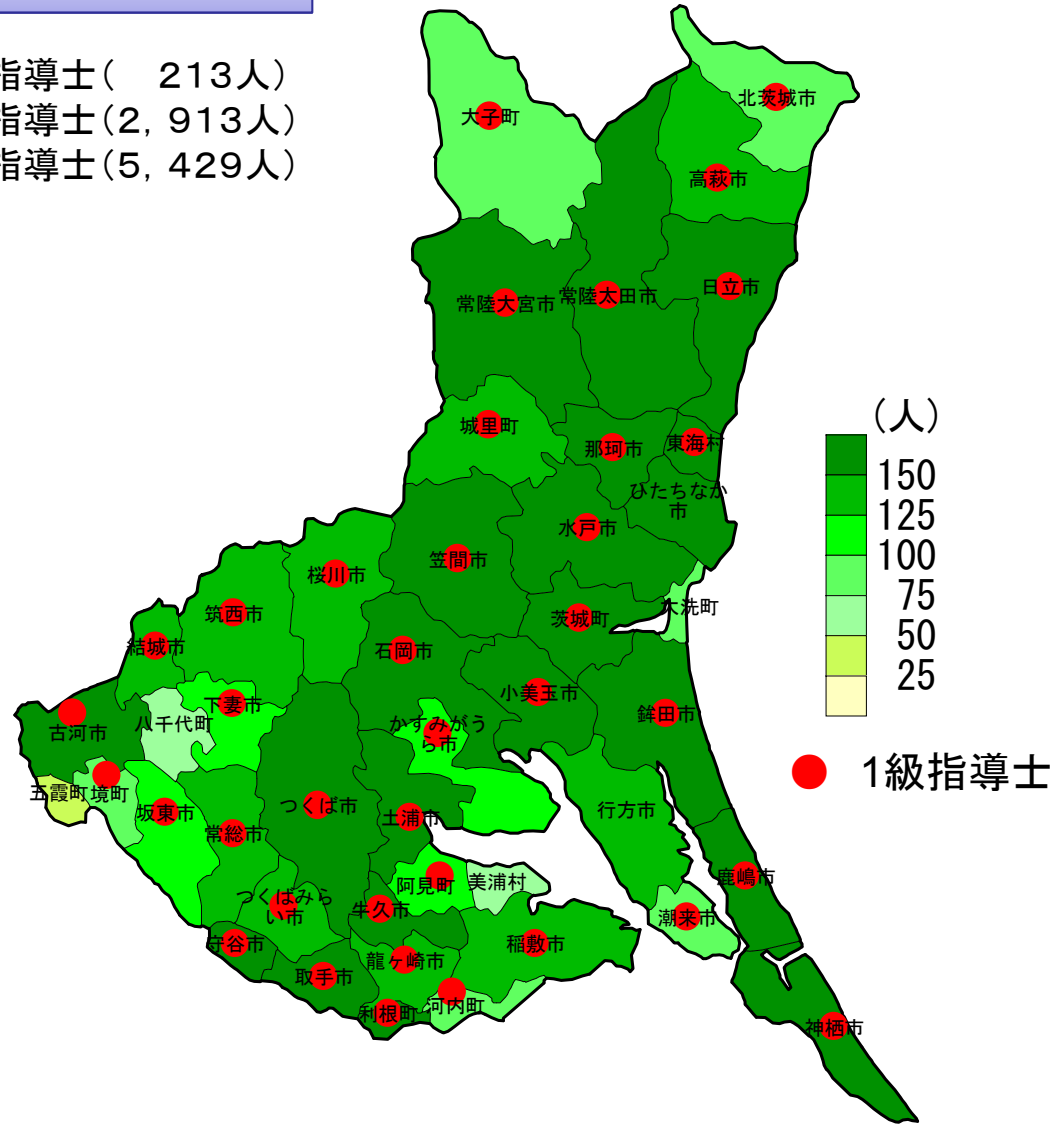 指導士(　213人)
指導士(2,913人)
指導士(5,429人)
北茨城市
大子町
高萩市
日立市
常陸大宮市
常陸太田市
城里町
那珂市
東海村
ひたちなか
市
水戸市
笠間市
桜川市
筑西市
茨城町
大洗町
結城市
石岡市
小美玉市
下妻市
かすみがう
ら市
鉾田市
八千代町
古河市
五霞町
境町
坂東市
つくば市
土浦市
行方市
常総市
阿見町
美浦村
鹿嶋市
つくばみら
い市
牛久市
潮来市
守谷市
稲敷市
龍ヶ崎市
取手市
河内町
利根町
神栖市
(人)
150
125
100
75
50
25
1級指導士